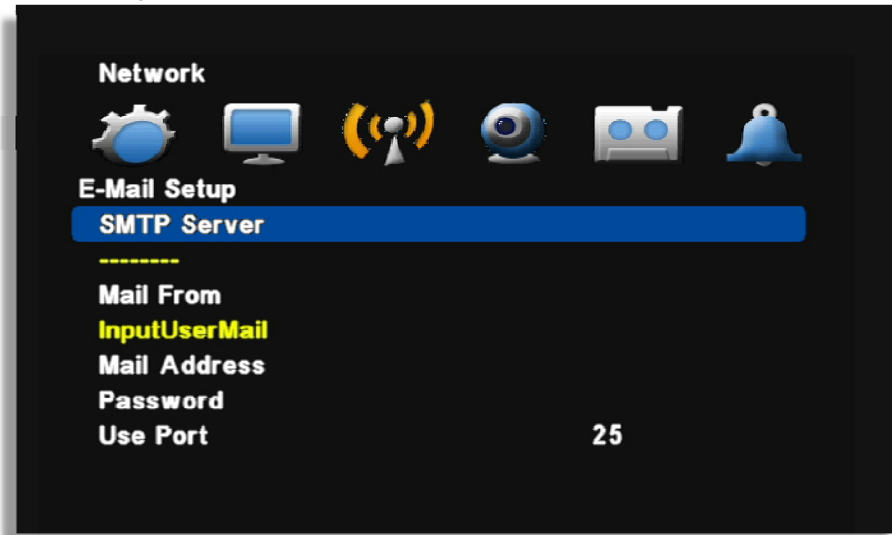 Network
E-Mail Setup
SMTP Server
--------
Mail From
InputUserMail
Mail Address
Password
Use Port 25